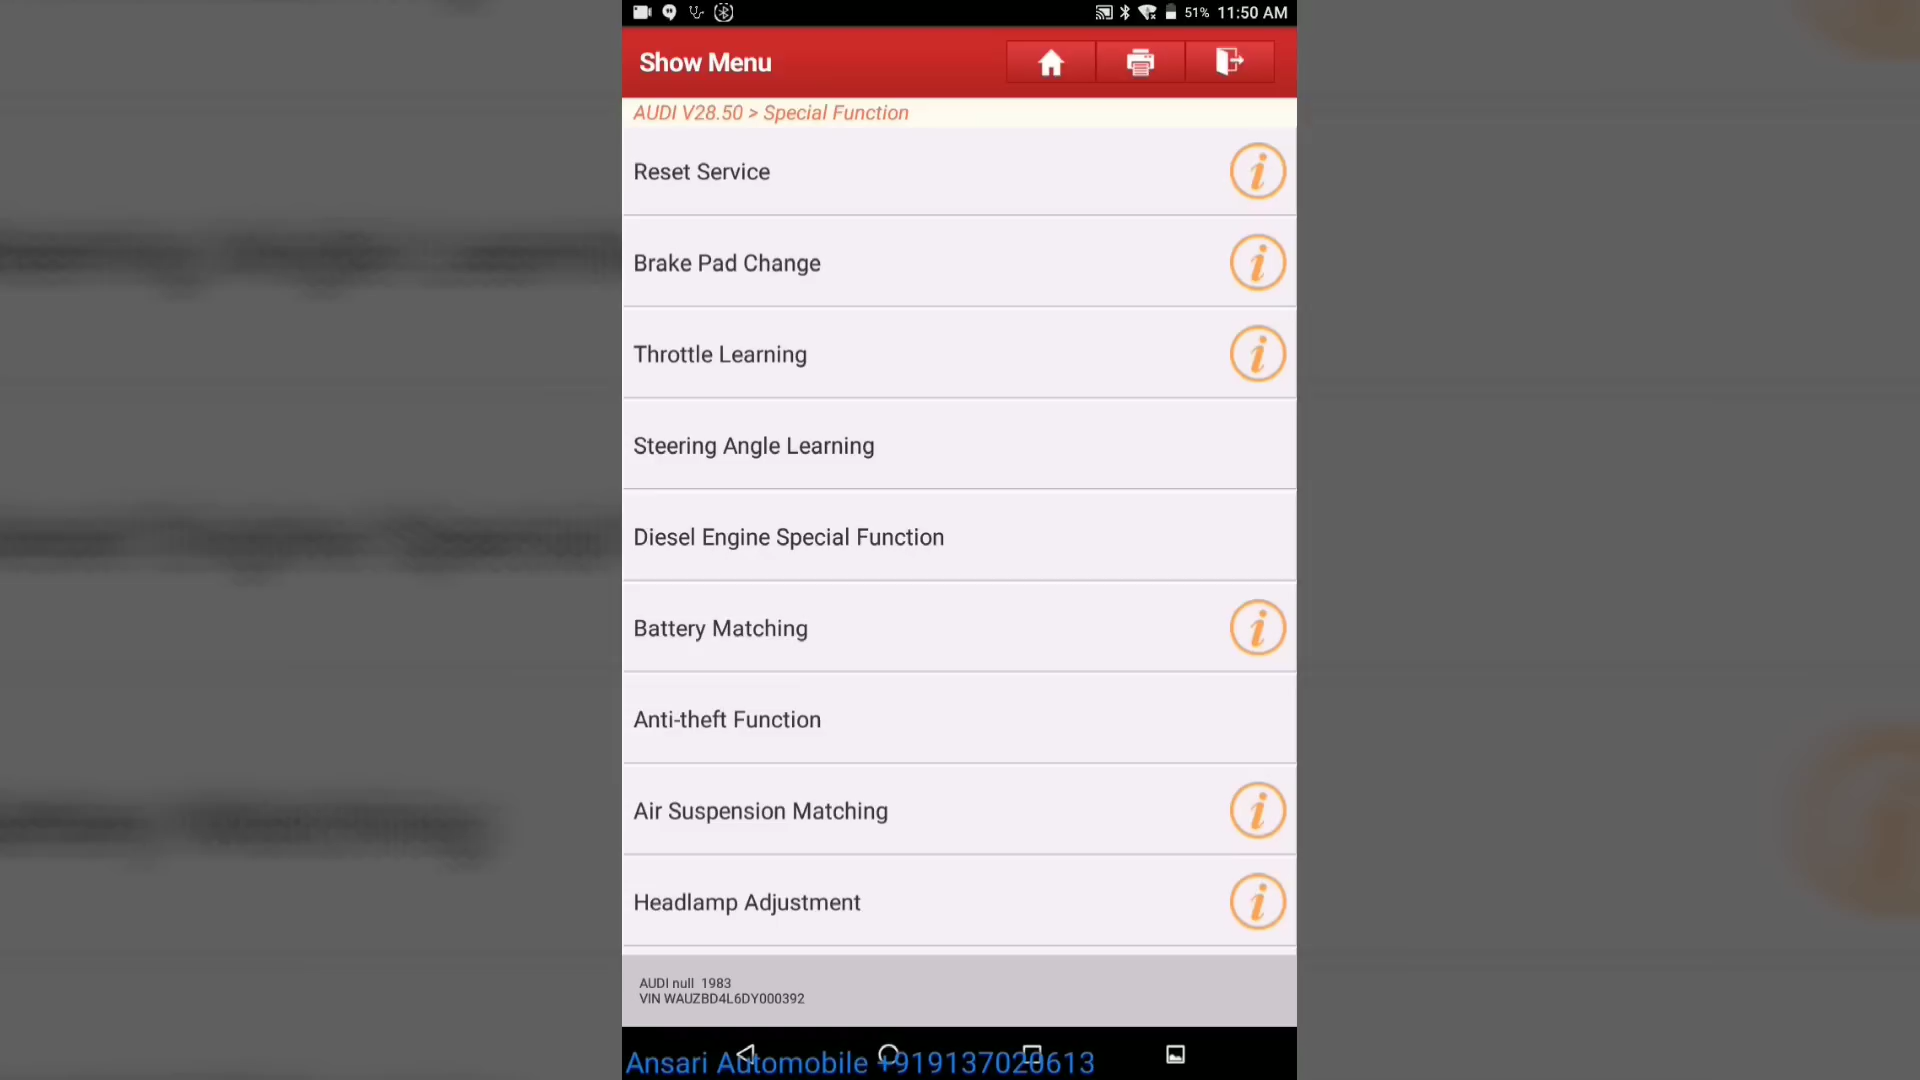 51% 11:50 AM
Show Menu
AUDI V28.50 > Special Function
Reset Service
Brake Pad Change
Throttle Learning
Steering Angle Learning
Diesel Engine Special Function
Battery Matching
Anti-theft Function
Air Suspension Matching
Headlamp Adjustment
AUDI null 1983
VIN WAUZBD4L6DY000392
Ansari Automobile +919137020613